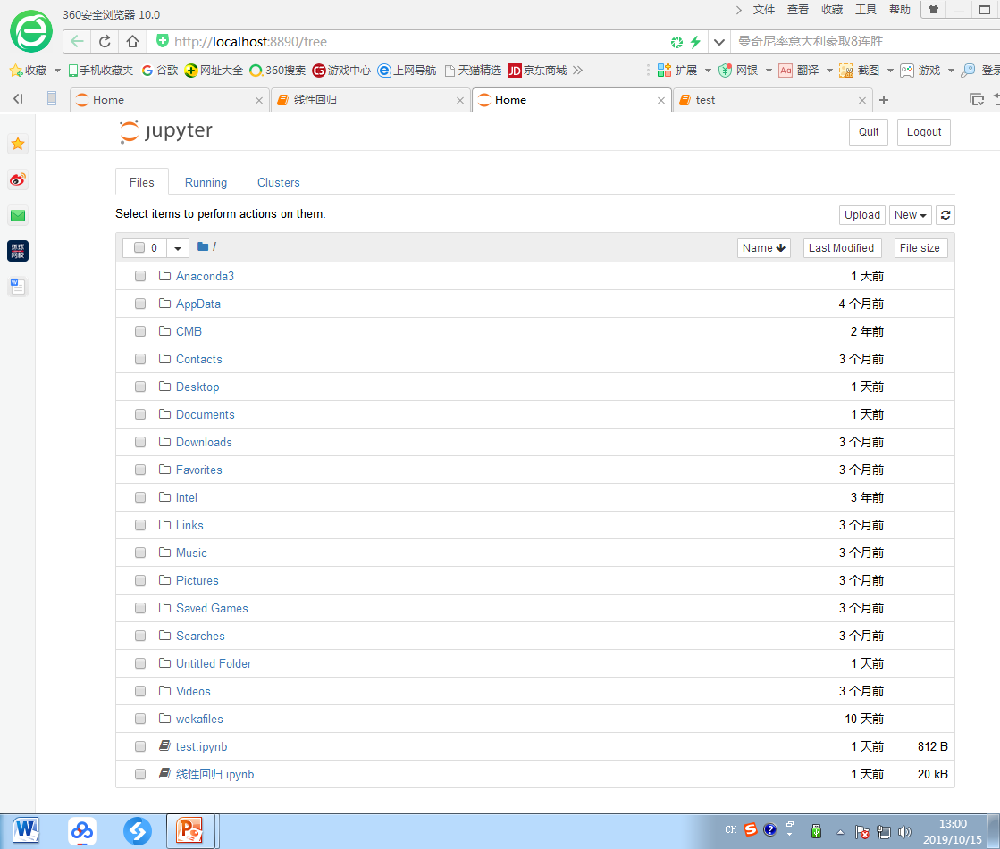 360安全浏览器 10.0
文件 查看 收藏 工具 帮助
http://localhost:8890/tree
曼奇尼率意大利豪取8连胜
收藏 手机收藏夹 谷歌 网址大全 360搜索 游戏中心 上网导航 天猫精选 JD 京东商城 扩展 网银 Aa 翻译 截图 游戏 登录
Home 线性回归 Home test
jupyter
Quit Logout
Files Running Clusters
Select items to perform actions on them.
Upload New
0 / Name Last Modified File size
Anaconda3 1 天前
AppData 4 个月前
CMB 2 年前
Contacts 3 个月前
Desktop 1 天前
Documents 1 天前
Downloads 3 个月前
Favorites 3 个月前
Intel 3 年前
Links 3 个月前
Music 3 个月前
Pictures 3 个月前
Saved Games 3 个月前
Searches 3 个月前
Untitled Folder 1 天前
Videos 3 个月前
wekafiles 10 天前
test.ipynb 1 天前 812 B
线性回归.ipynb 1 天前 20 kB
环球
网校
W
W P CH S ?
13:00
2019/10/15